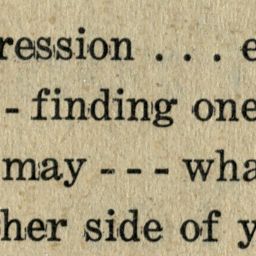 ression . . . e
- finding one
may - - - wha
her side of y